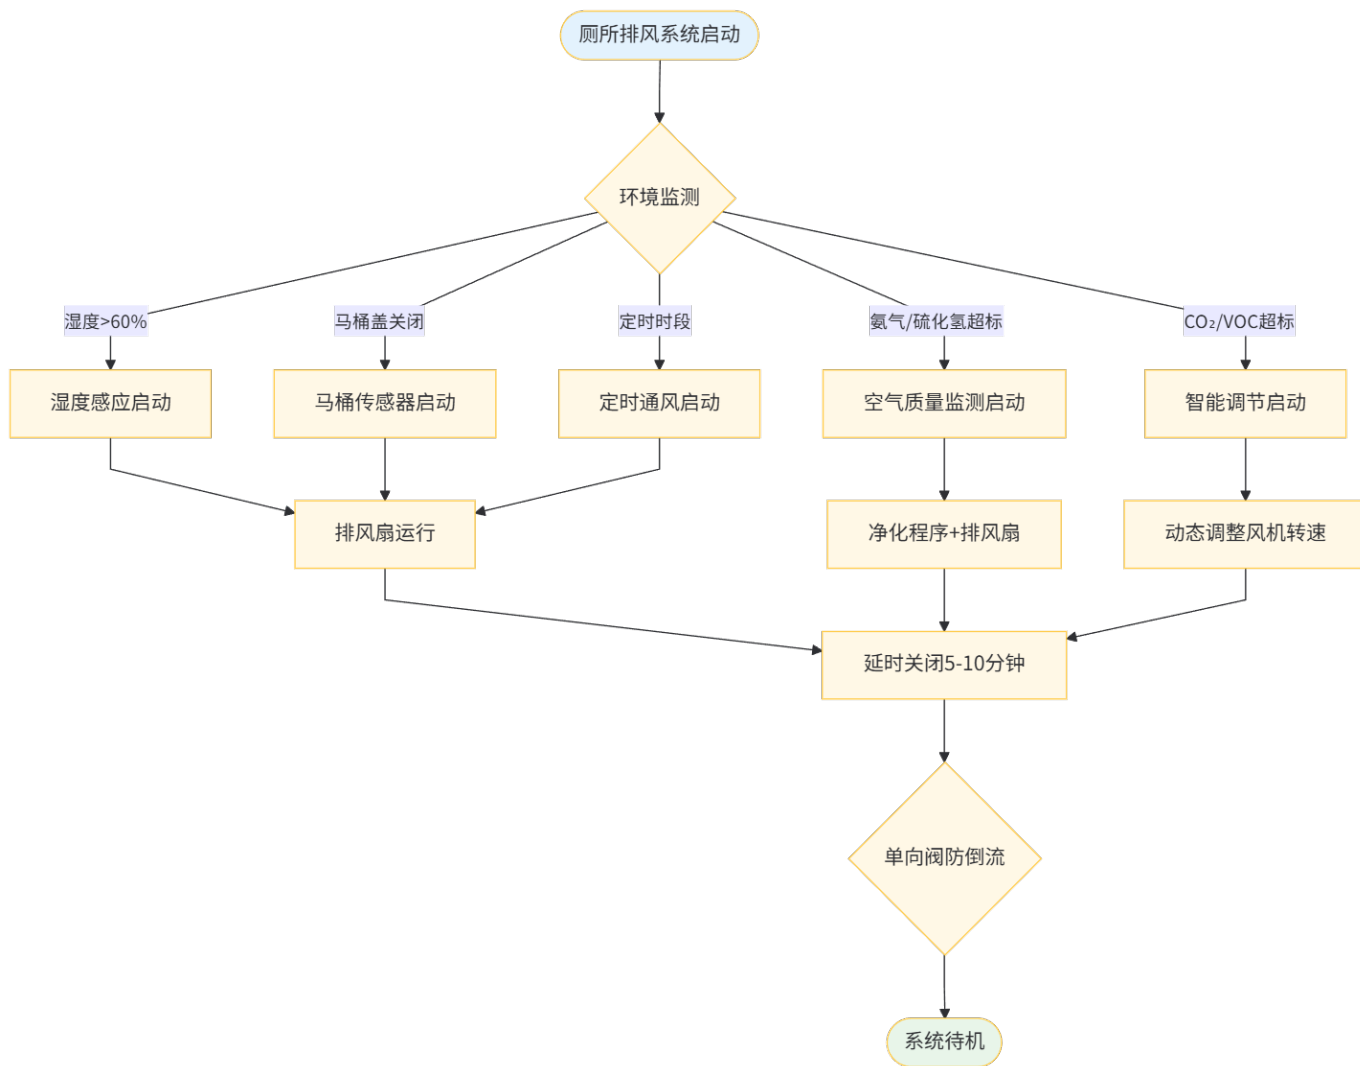 厕所排风系统启动
环境监测
湿度>60%
马桶盖关闭
定时时段
氨气/硫化氢超标
CO₂/VOC超标
湿度感应启动
马桶传感器启动
定时通风启动
空气质量监测启动
智能调节启动
排风扇运行
净化程序+排风扇
动态调整风机转速
延时关闭5-10分钟
单向阀防倒流
系统待机